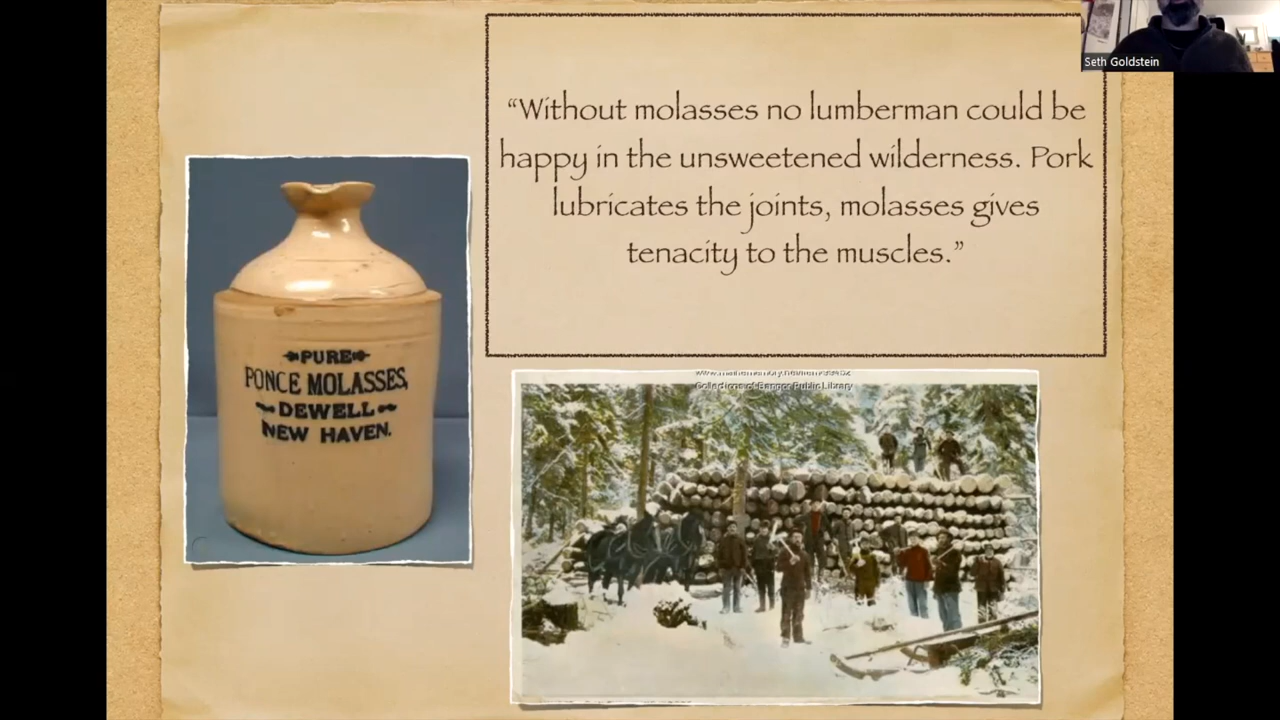 Seth Goldstein
“Without molasses no lumberman could be
happy in the unsweetened wilderness. Pork
lubricates the joints, molasses gives
tenacity to the muscles.”
PURE
PONCE MOLASSES,
DEWELL
NEW HAVEN.
Collections of Bangor Public Library